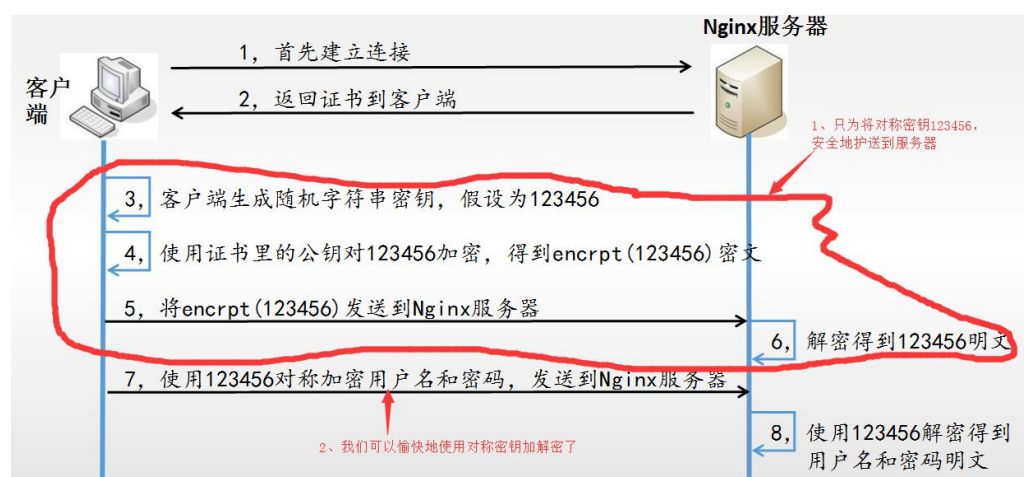 Nginx服务器
1, 首先建立连接
客户
端
2, 返回证书到客户端
1、只为将对称密钥123456，
安全地护送到服务器
3, 客户端生成随机字符串密钥, 假设为123456
4, 使用证书里的公钥对123456加密, 得到encrpt(123456)密文
5, 将encrpt(123456)发送到Nginx服务器
6, 解密得到123456明文
7, 使用123456对称加密用户名和密码, 发送到Nginx服务器
2、我们可以愉快地使用对称密钥加解密了
8, 使用123456解密得到
用户名和密码明文